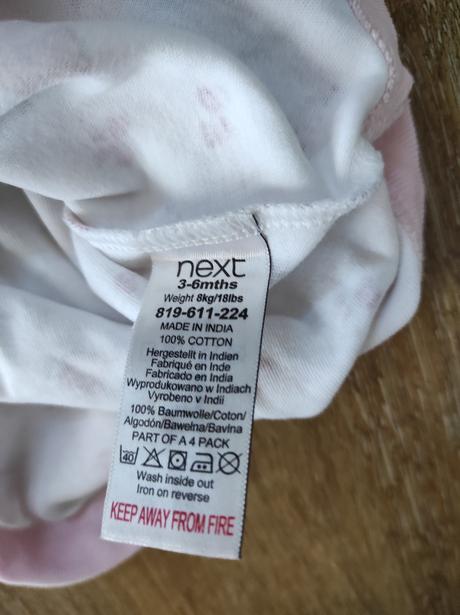 next
3-6mths
Weight 8kg/18lbs
819-611-224
MADE IN INDIA
100% COTTON
Hergestellt in Indien
Fabriqué en Inde
Fabricado en India
Wyprodukowano w Indiach
Vyrobeno v Indii
100% Baumwolle/Coton/
Algodón/Bawełna/Bavlna
PART OF A 4 PACK
40
Wash inside out
Iron on reverse
KEEP AWAY FROM FIRE